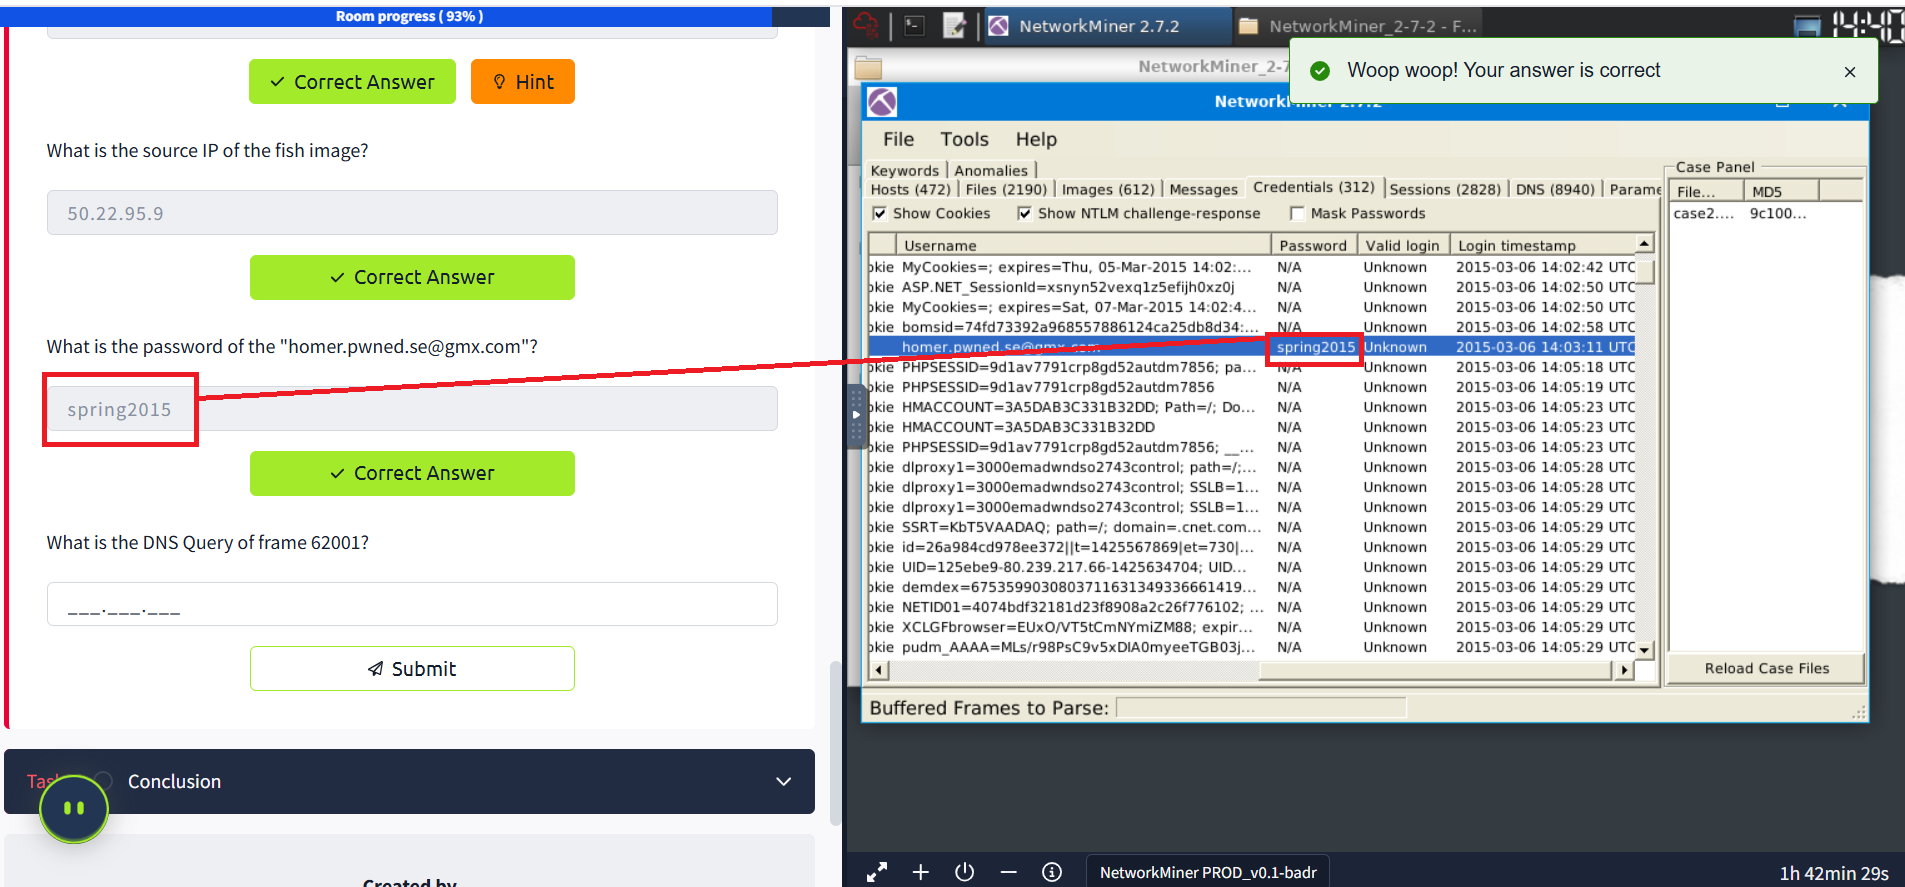 Room progress ( 93% )
Correct Answer
Hint
What is the source IP of the fish image?
50.22.95.9
Correct Answer
What is the password of the "homer.pwned.se@gmx.com"?
spring2015
Correct Answer
What is the DNS Query of frame 62001?
___.___.___
Submit
Conclusion
Created by
NetworkMiner 2.7.2
NetworkMiner_2-7-2 - F...
14:40
Woop woop! Your answer is correct
File Tools Help
Keywords Anomalies
Hosts (472) Files (2190) Images (612) Messages Credentials (312) Sessions (2828) DNS (8940) Parame
Show Cookies Show NTLM challenge-response Mask Passwords
Username Password Valid login Login timestamp
okie MyCookies=; expires=Thu, 05-Mar-2015 14:02:... N/A Unknown 2015-03-06 14:02:42 UTC
okie ASP.NET_SessionId=xsnyn52vexq1z5efijh0xz0j N/A Unknown 2015-03-06 14:02:50 UTC
okie MyCookies=; expires=Sat, 07-Mar-2015 14:02:4... N/A Unknown 2015-03-06 14:02:50 UTC
okie bomsid=74fd73392a968557886124ca25db8d34:... N/A Unknown 2015-03-06 14:02:58 UTC
homer.pwned.se@gmx.com spring2015 Unknown 2015-03-06 14:03:11 UTC
okie PHPSESSID=9d1av7791crp8gd52autdm7856; pa... N/A Unknown 2015-03-06 14:05:18 UTC
okie PHPSESSID=9d1av7791crp8gd52autdm7856 N/A Unknown 2015-03-06 14:05:19 UTC
okie HMACCOUNT=3A5DAB3C331B32DD; Path=/; Do... N/A Unknown 2015-03-06 14:05:23 UTC
okie HMACCOUNT=3A5DAB3C331B32DD N/A Unknown 2015-03-06 14:05:23 UTC
okie PHPSESSID=9d1av7791crp8gd52autdm7856; __... N/A Unknown 2015-03-06 14:05:23 UTC
okie dlproxy1=3000emadwndso2743control; path=/;... N/A Unknown 2015-03-06 14:05:28 UTC
okie dlproxy1=3000emadwndso2743control; SSLB=1... N/A Unknown 2015-03-06 14:05:28 UTC
okie dlproxy1=3000emadwndso2743control; SSLB=1... N/A Unknown 2015-03-06 14:05:29 UTC
okie SSRT=KbT5VAADAQ; path=/; domain=.cnet.com... N/A Unknown 2015-03-06 14:05:29 UTC
okie id=26a984cd978ee372||t=1425567869|et=730|... N/A Unknown 2015-03-06 14:05:29 UTC
okie UID=125ebe9-80.239.217.66-1425634704; UID... N/A Unknown 2015-03-06 14:05:29 UTC
okie demdex=67535990308037116313493366614​19... N/A Unknown 2015-03-06 14:05:29 UTC
okie NETID01=4074bdf32181d23f8908a2c26f776102; ... N/A Unknown 2015-03-06 14:05:29 UTC
okie XCLGFbrowser=EUxO/VT5tCmNYmiZM88; expir... N/A Unknown 2015-03-06 14:05:29 UTC
okie pudm_AAAA=MLs/r98PsC9v5xDIA0myeeTGB03j... N/A Unknown 2015-03-06 14:05:29 UTC
Case Panel
File... MD5
case2.... 9c100...
Reload Case Files
Buffered Frames to Parse:
NetworkMiner PROD_v0.1-badr
1h 42min 29s